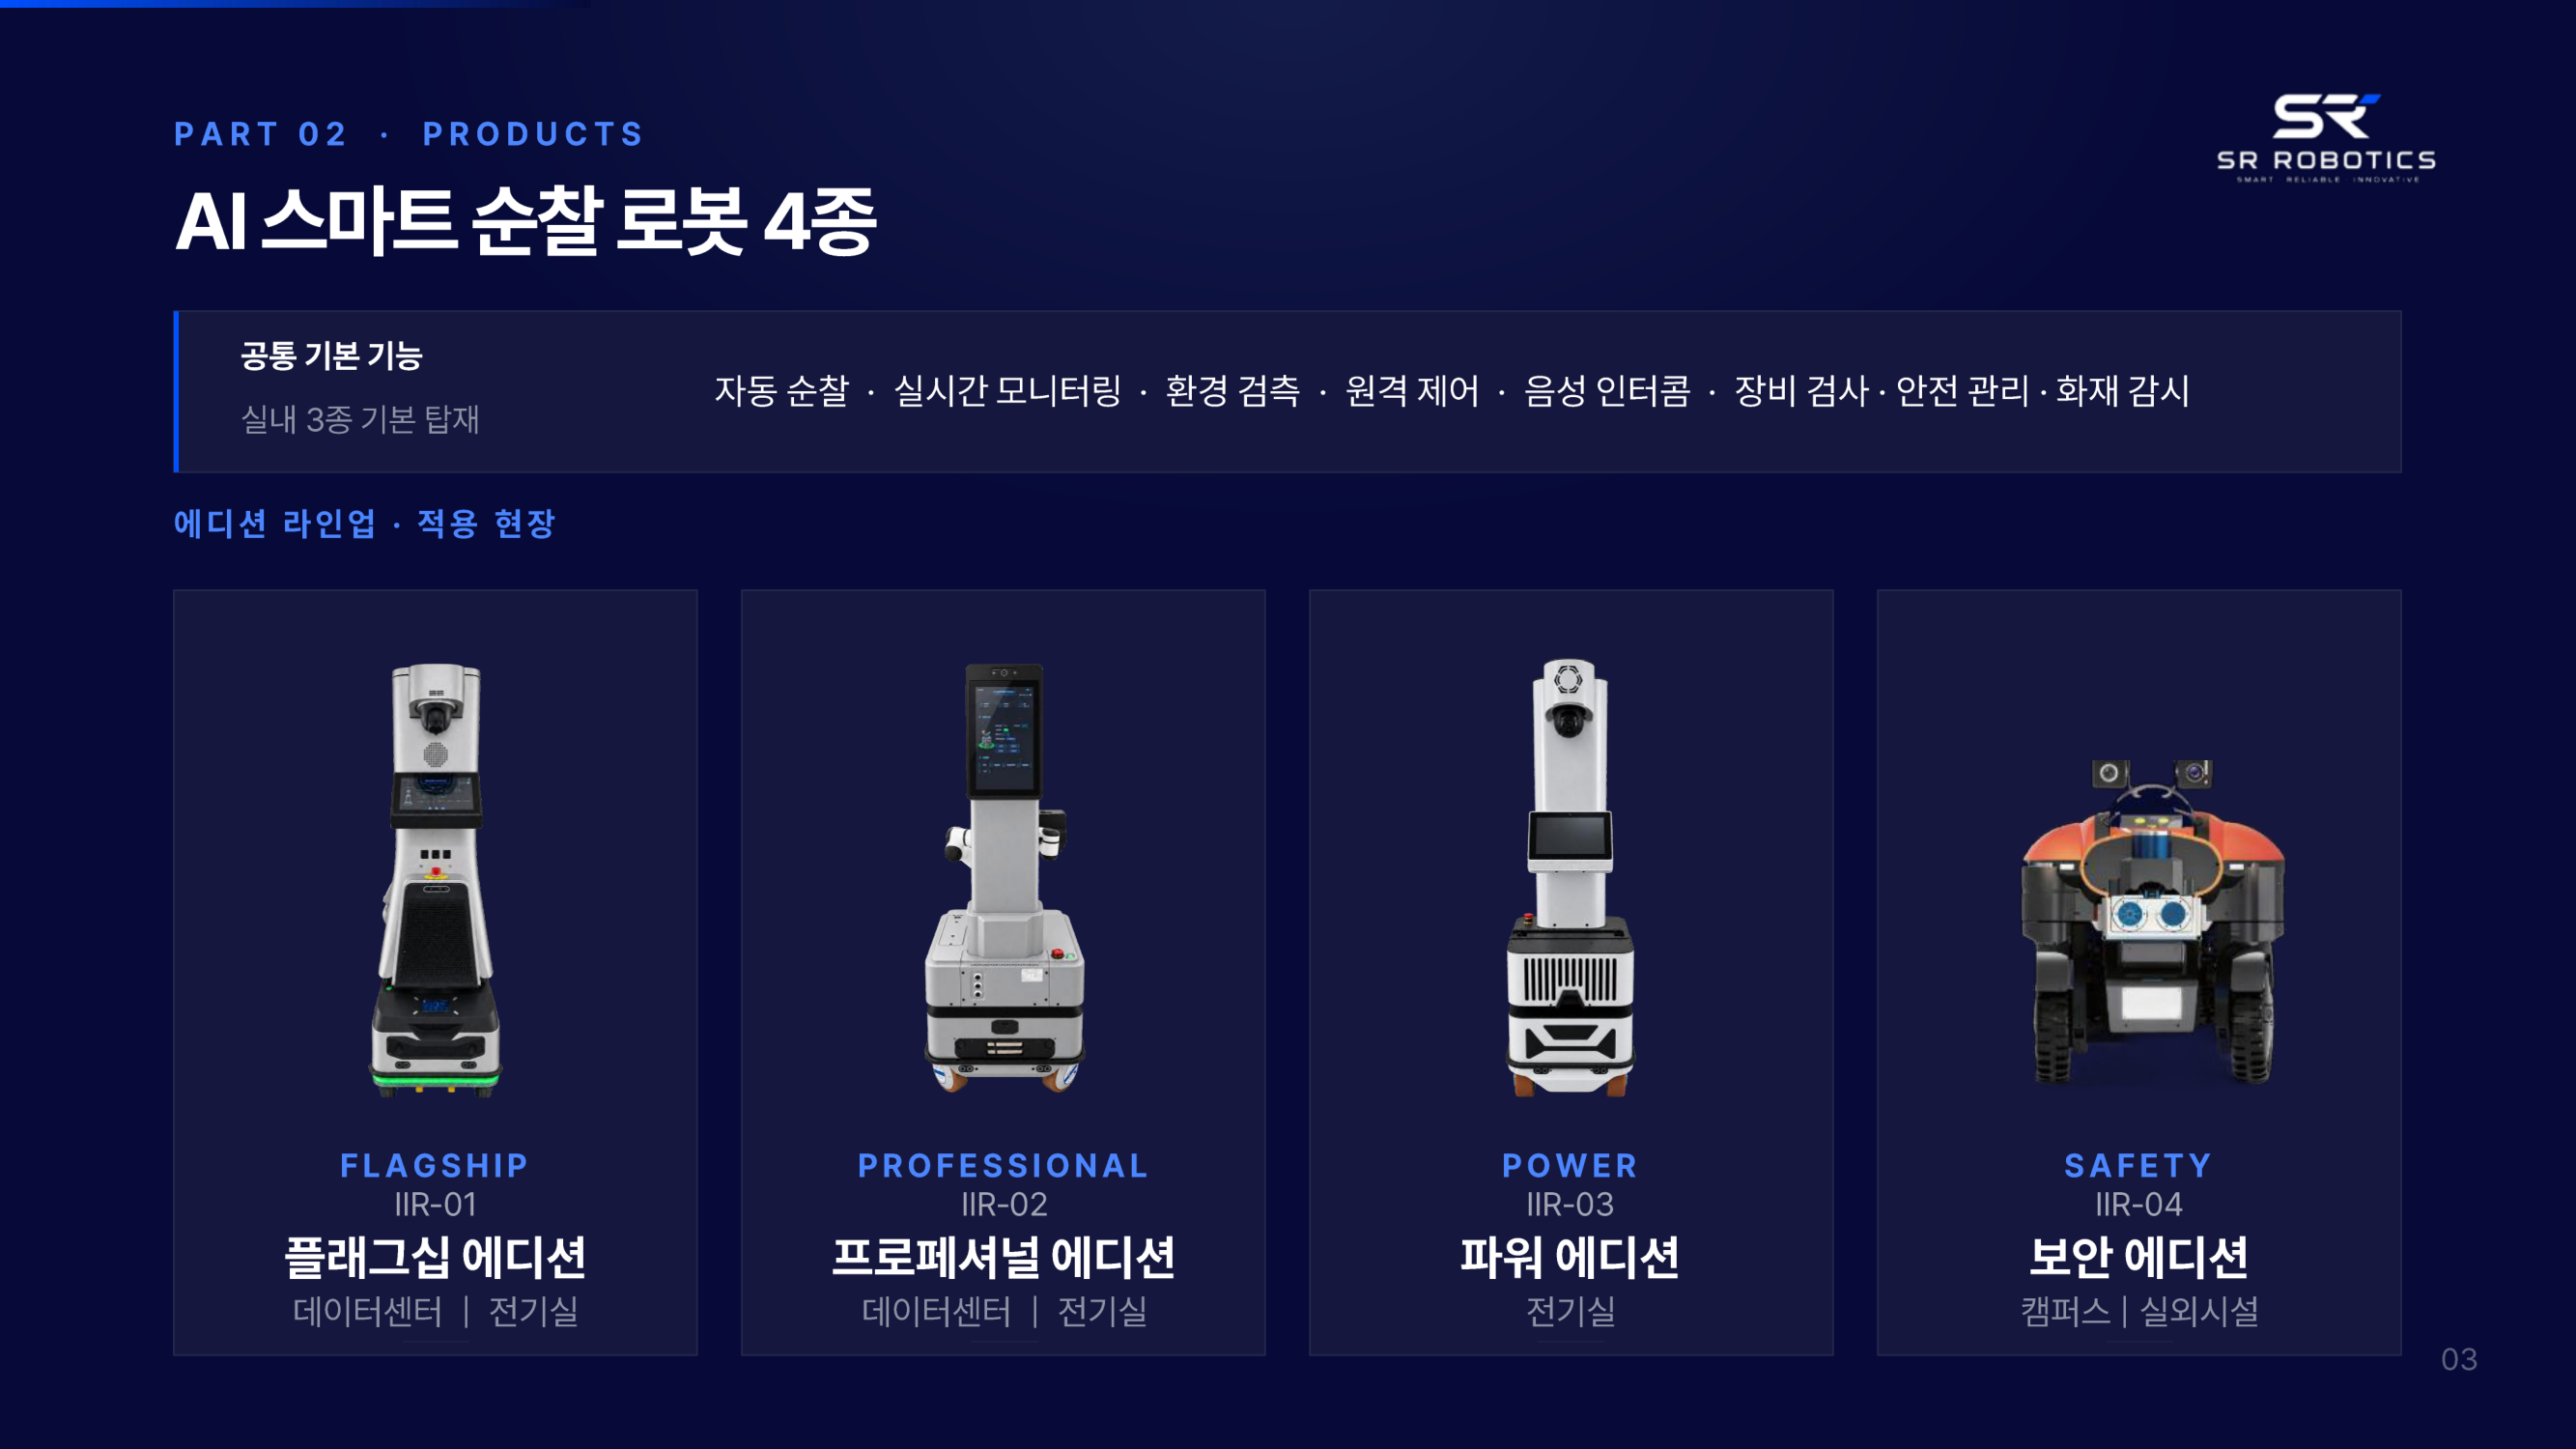 PART 02 · PRODUCTS
SR
SR ROBOTICS
SMART RELIABLE INNOVATIVE
AI 스마트 순찰 로봇 4종
공통 기본 기능
실내 3종 기본 탑재
자동 순찰 · 실시간 모니터링 · 환경 검측 · 원격 제어 · 음성 인터콤 · 장비 검사 · 안전 관리 · 화재 감시
에디션 라인업 · 적용 현장
FLAGSHIP
IIR-01
플래그십 에디션
데이터센터 | 전기실
PROFESSIONAL
IIR-02
프로페셔널 에디션
데이터센터 | 전기실
POWER
IIR-03
파워 에디션
전기실
SAFETY
IIR-04
보안 에디션
캠퍼스 | 실외시설
03